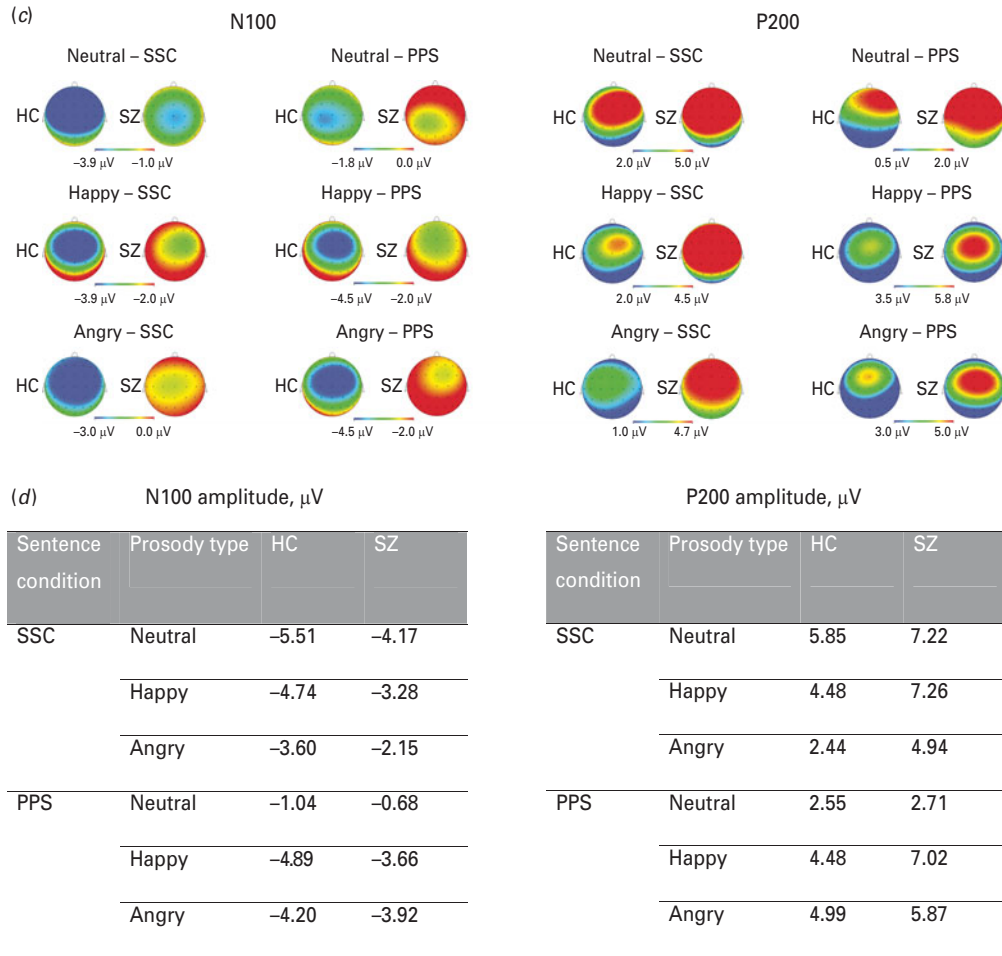 (c)
N100
P200
Neutral – SSC
Neutral – PPS
Neutral – SSC
Neutral – PPS
HC SZ HC SZ HC SZ HC SZ
–3.9 μV –1.0 μV
–1.8 μV 0.0 μV
2.0 μV 5.0 μV
0.5 μV 2.0 μV
Happy – SSC
Happy – PPS
Happy – SSC
Happy – PPS
HC SZ HC SZ HC SZ HC SZ
–3.9 μV –2.0 μV
–4.5 μV –2.0 μV
2.0 μV 4.5 μV
3.5 μV 5.8 μV
Angry – SSC
Angry – PPS
Angry – SSC
Angry – PPS
HC SZ HC SZ HC SZ HC SZ
–3.0 μV 0.0 μV
–4.5 μV –2.0 μV
1.0 μV 4.7 μV
3.0 μV 5.0 μV
(d)
N100 amplitude, μV
Sentence condition Prosody type HC SZ
SSC Neutral –5.51 –4.17
Happy –4.74 –3.28
Angry –3.60 –2.15
PPS Neutral –1.04 –0.68
Happy –4.89 –3.66
Angry –4.20 –3.92
P200 amplitude, μV
Sentence condition Prosody type HC SZ
SSC Neutral 5.85 7.22
Happy 4.48 7.26
Angry 2.44 4.94
PPS Neutral 2.55 2.71
Happy 4.48 7.02
Angry 4.99 5.87